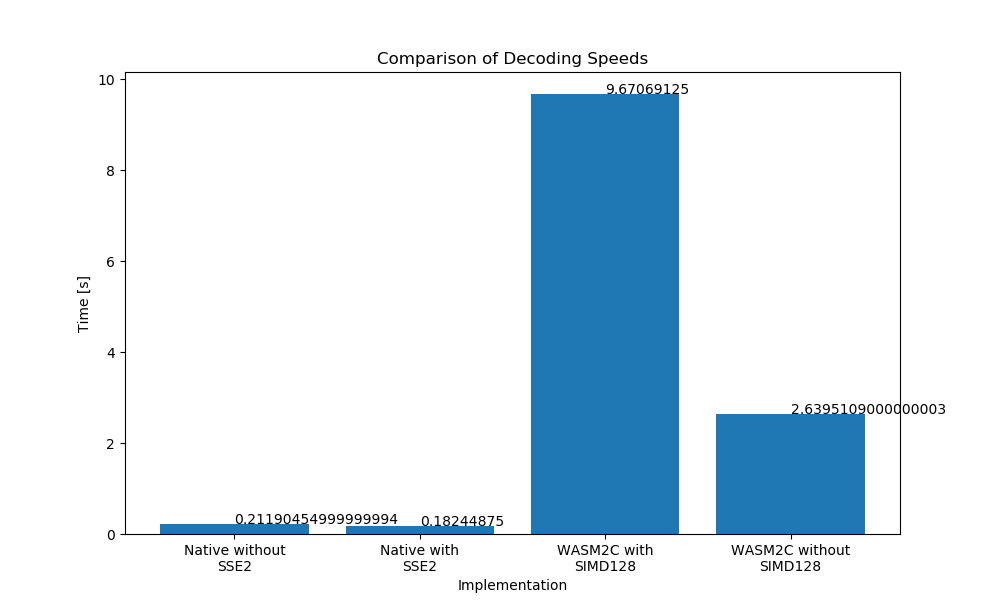 Comparison of Decoding Speeds
10
8
6
4
2
0
Time [s]
0.21190454999999994
0.18244875
9.67069125
2.6395109000000003
Native without
SSE2
Native with
SSE2
WASM2C with
SIMD128
WASM2C without
SIMD128
Implementation